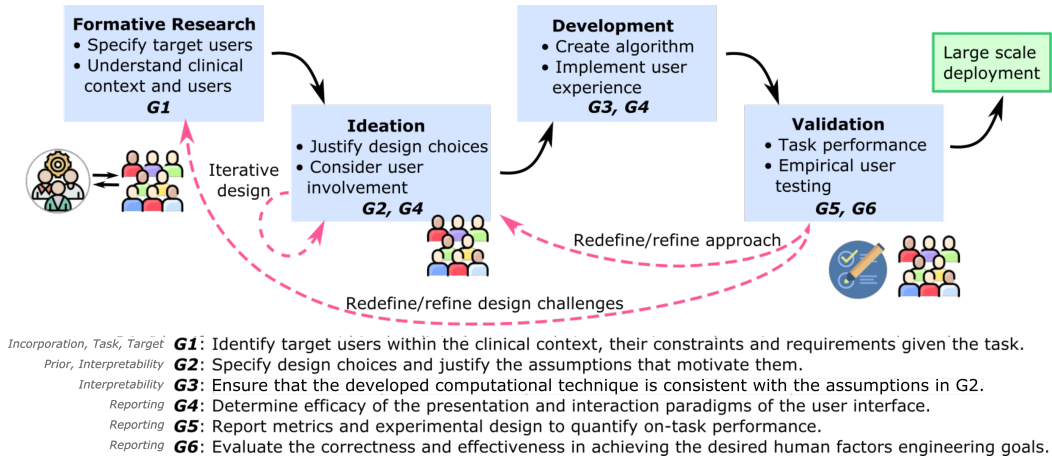 Formative Research
• Specify target users
• Understand clinical
context and users
G1
Ideation
• Justify design choices
• Consider user
involvement
G2, G4
Development
• Create algorithm
• Implement user
experience
G3, G4
Validation
• Task performance
• Empirical user
testing
G5, G6
Large scale
deployment
Iterative
design
Redefine/refine approach
Redefine/refine design challenges
Incorporation, Task, Target G1: Identify target users within the clinical context, their constraints and requirements given the task.
Prior, Interpretability G2: Specify design choices and justify the assumptions that motivate them.
Interpretability G3: Ensure that the developed computational technique is consistent with the assumptions in G2.
Reporting G4: Determine efficacy of the presentation and interaction paradigms of the user interface.
Reporting G5: Report metrics and experimental design to quantify on-task performance.
Reporting G6: Evaluate the correctness and effectiveness in achieving the desired human factors engineering goals.